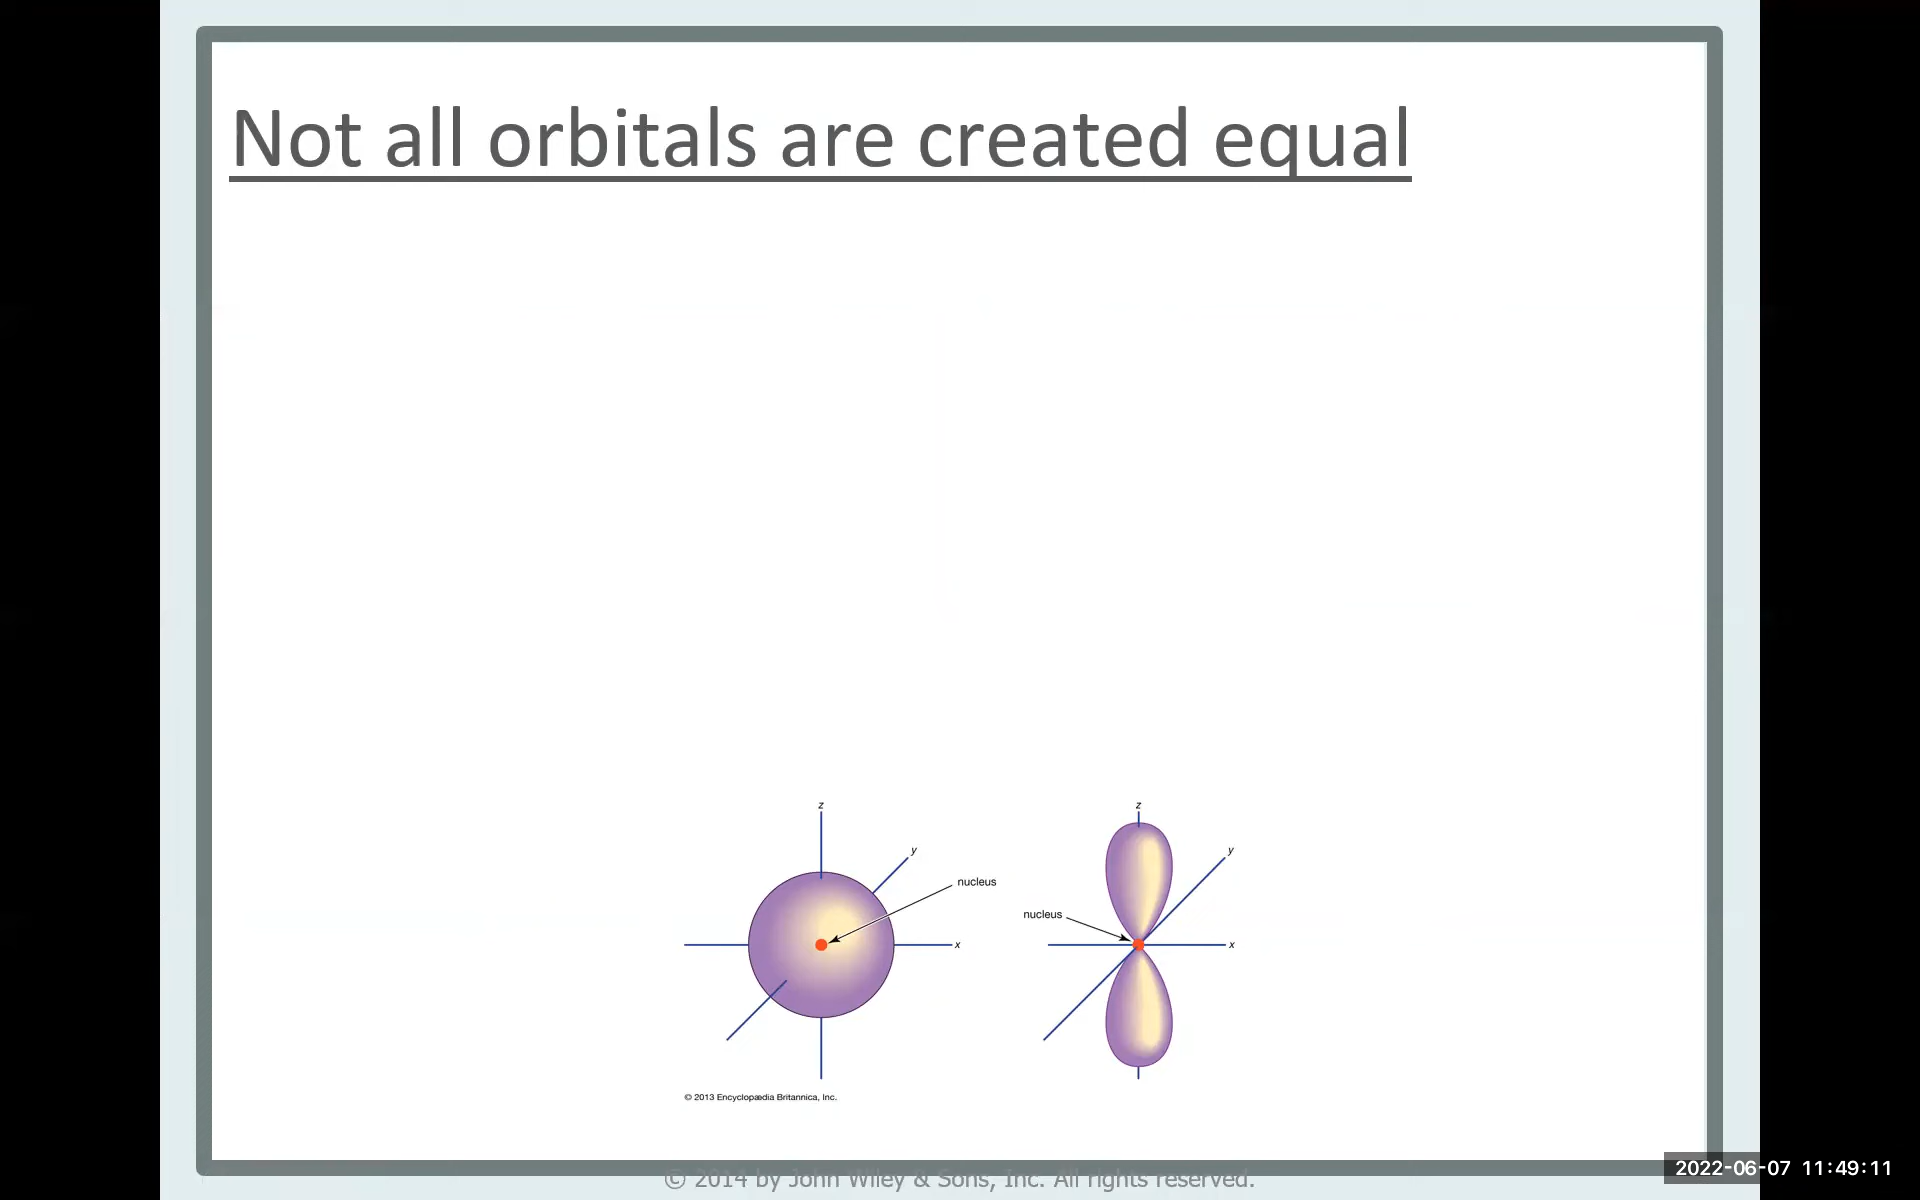 Not all orbitals are created equal
z
y
nucleus
x
z
y
nucleus
x
© 2013 Encyclopædia Britannica, Inc.
© 2014 by John Wiley & Sons, Inc. All rights reserved.
2022-06-07 11:49:11